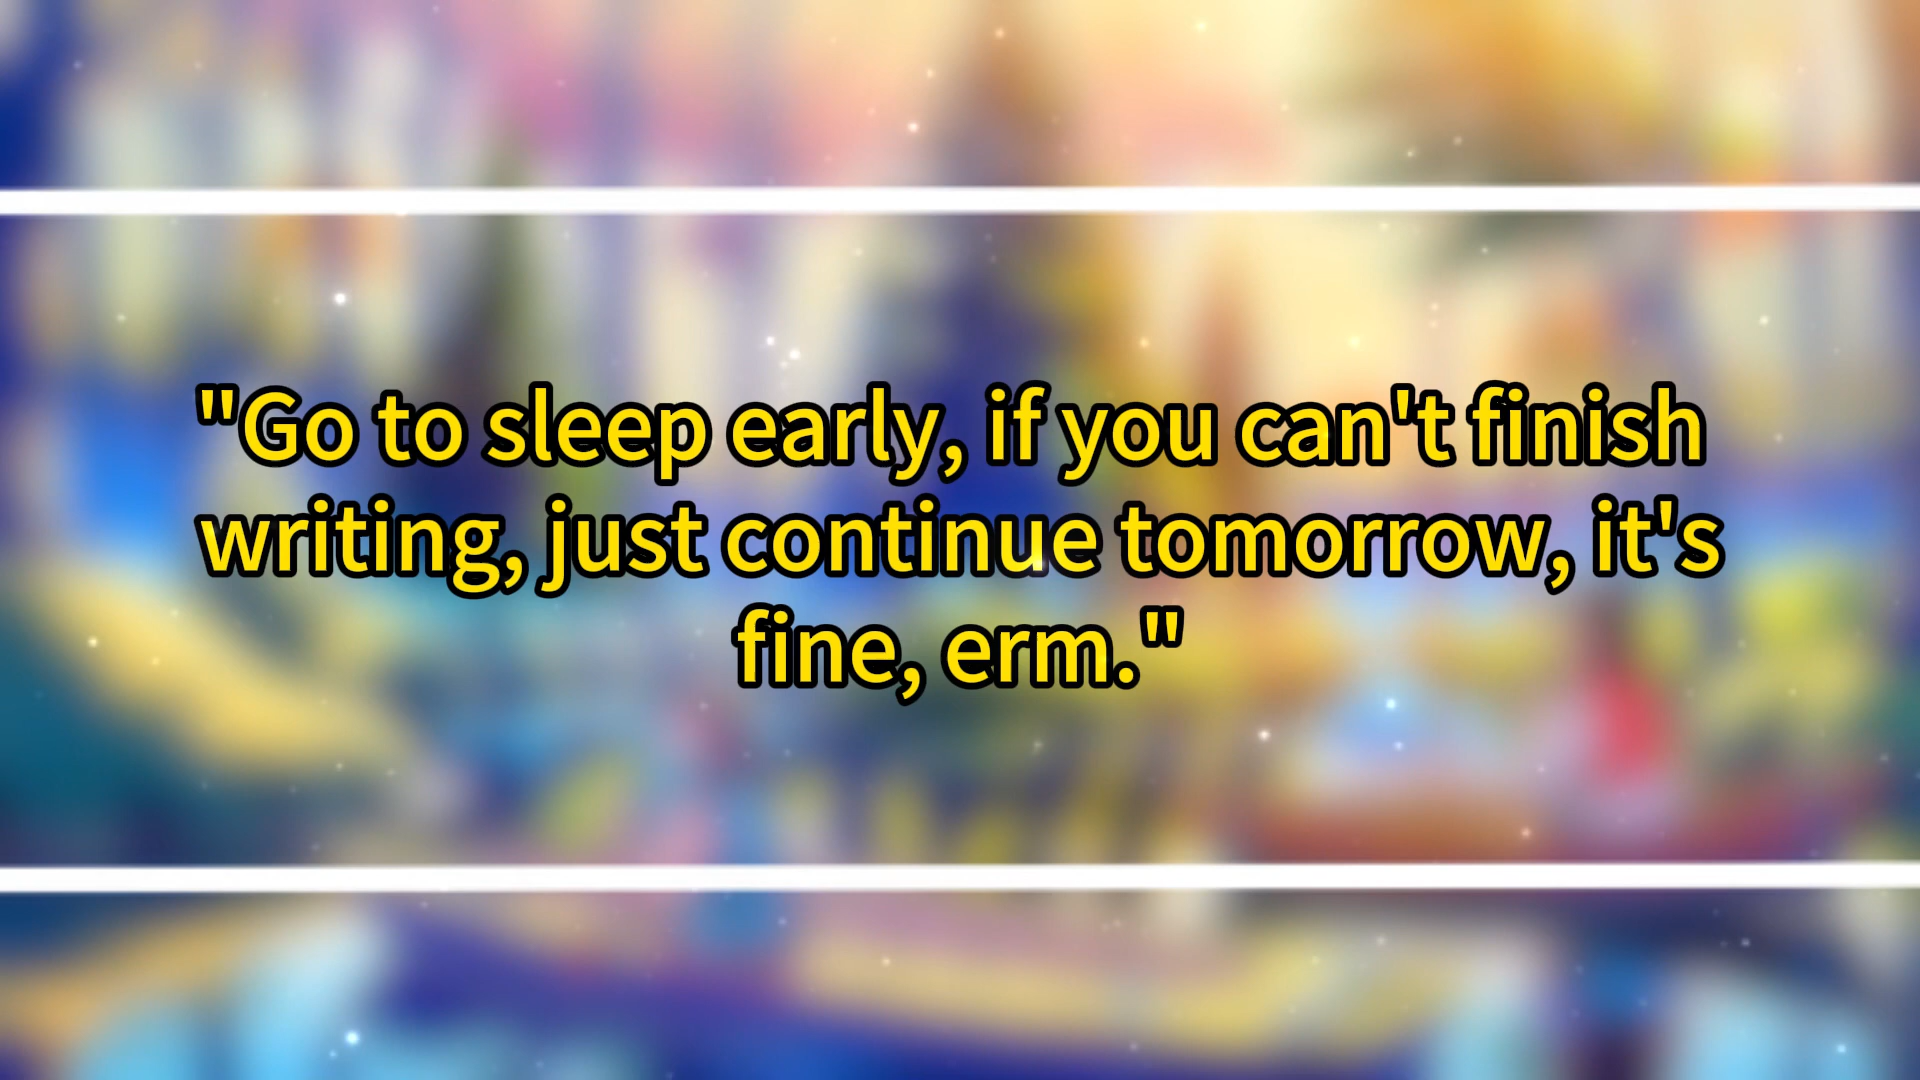 "Go to sleep early, if you can't finish
writing, just continue tomorrow, it's
fine, erm."